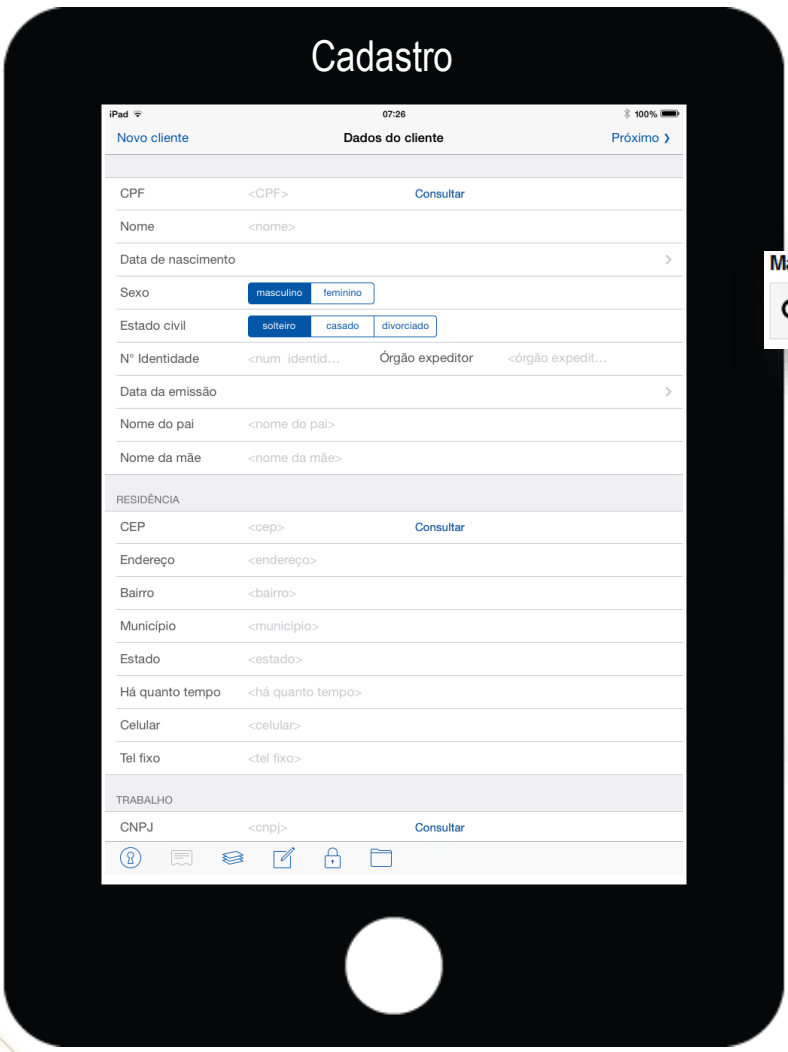 Cadastro
iPad 07:26 100%
Novo cliente Dados do cliente Próximo
CPF <CPF> Consultar
Nome <nome>
Data de nascimento
Sexo masculino feminino
Estado civil solteiro casado divorciado
N° Identidade <num identid... Órgão expeditor <órgão expedit...
Data da emissão
Nome do pai <nome do pai>
Nome da mãe <nome da mãe>
RESIDÊNCIA
CEP <cep> Consultar
Endereço <endereço>
Bairro <bairro>
Município <município>
Estado <estado>
Há quanto tempo <há quanto tempo>
Celular <celular>
Tel fixo <tel fixo>
TRABALHO
CNPJ <cnpj> Consultar